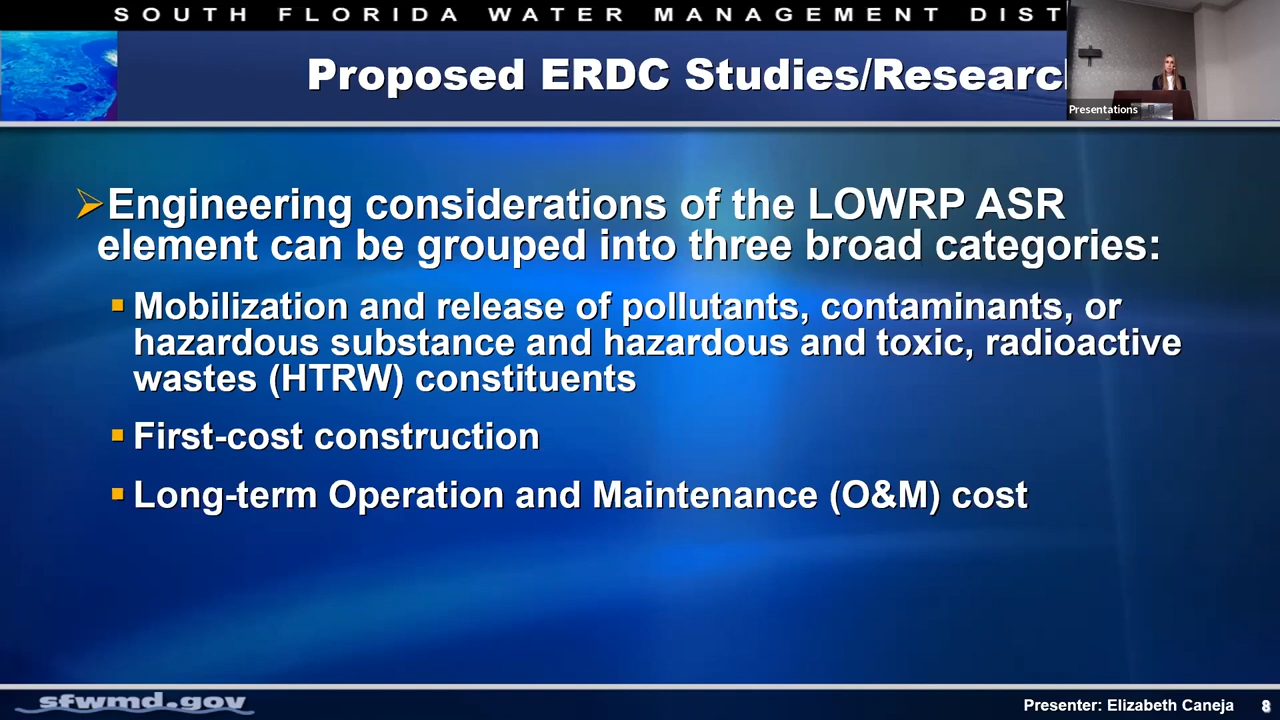 SOUTH FLORIDA WATER MANAGEMENT DIST
Proposed ERDC Studies/Researc
Presentations
Engineering considerations of the LOWRP ASR
element can be grouped into three broad categories:
Mobilization and release of pollutants, contaminants, or
hazardous substance and hazardous and toxic, radioactive
wastes (HTRW) constituents
First-cost construction
Long-term Operation and Maintenance (O&M) cost
sfwmd.gov
Presenter: Elizabeth Caneja 8